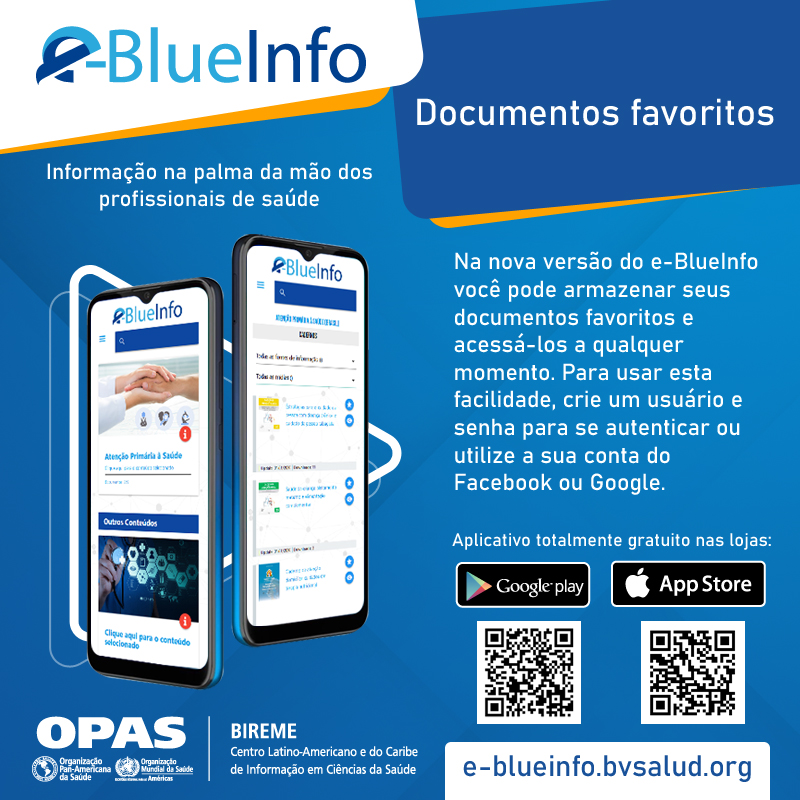 e-BlueInfo
Documentos favoritos
Informação na palma da mão dos
profissionais de saúde
Na nova versão do e-BlueInfo
você pode armazenar seus
documentos favoritos e
acessá-los a qualquer
momento. Para usar esta
facilidade, crie um usuário e
senha para se autenticar ou
utilize a sua conta do
Facebook ou Google.
e-BlueInfo
Atenção Primária à Saúde
Outros Conteúdos
Clique aqui para o conteúdo
selecionado
e-BlueInfo
CADERNOS
Aplicativo totalmente gratuito nas lojas:
Google play
App Store
OPAS
Organização
Pan-Americana
da Saúde
Organização
Mundial da Saúde
Américas
BIREME
Centro Latino-Americano e do Caribe
de Informação em Ciências da Saúde
e-blueinfo.bvsalud.org